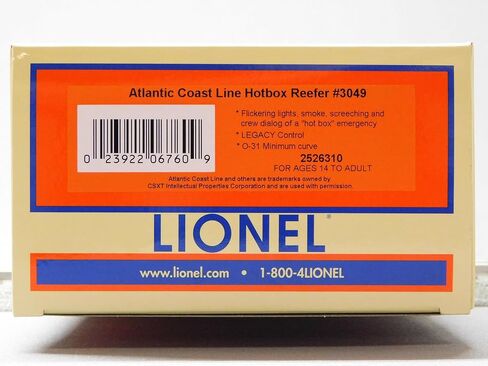 Atlantic Coast Line Hotbox Reefer #3049
* Flickering lights, smoke, screeching and
crew dialog of a "hot box" emergency
* LEGACY Control
* O-31 Minimum curve
0 23922 06760 9
2526310
FOR AGES 14 TO ADULT
Atlantic Coast Line and others are trademarks owned by
CSXT Intellectual Properties Corporation and are used with permission.
LIONEL®
www.lionel.com • 1-800-4LIONEL